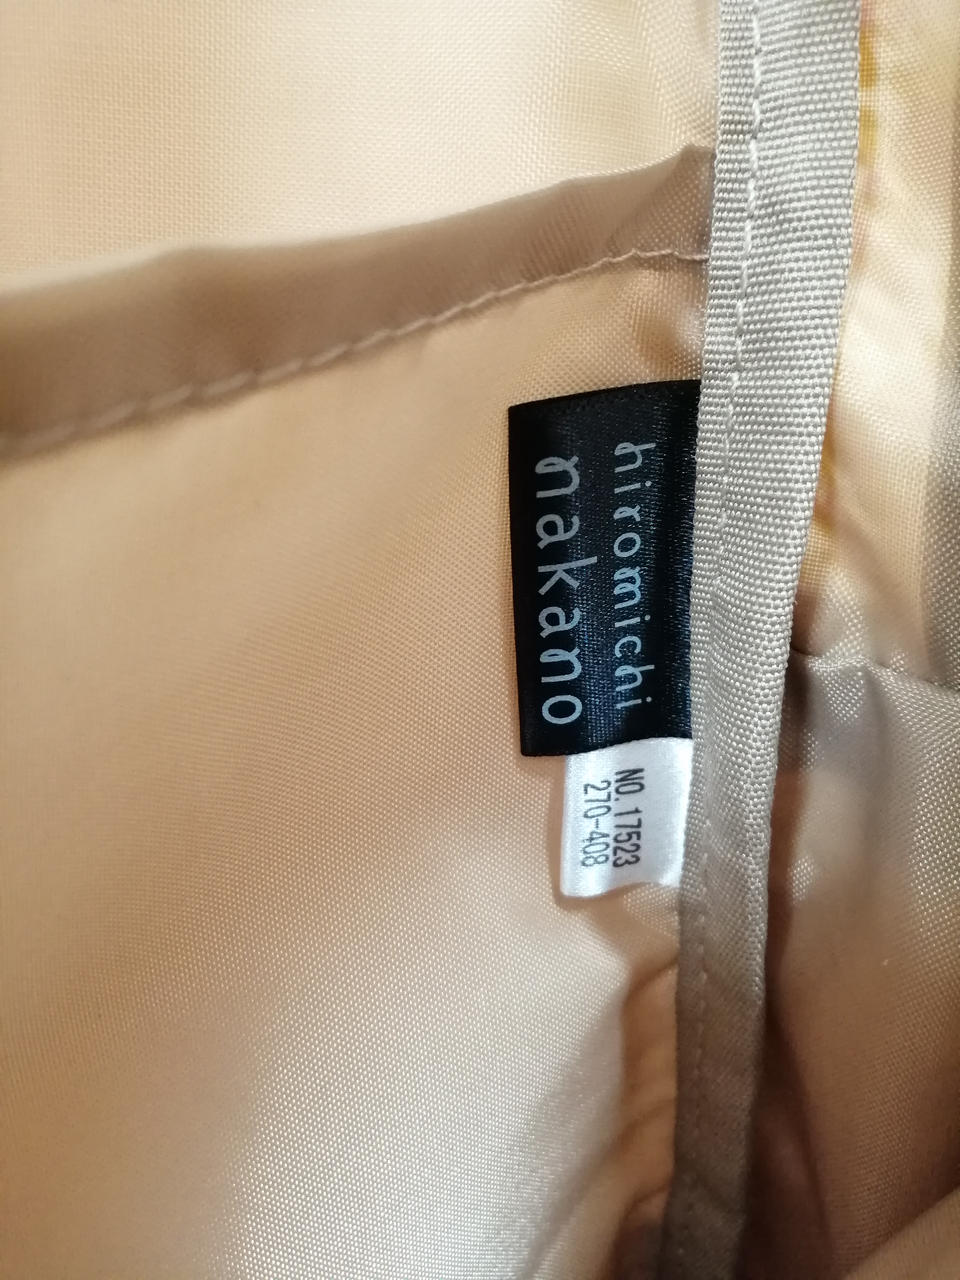 hiromichi
nakano
NO. 17523
270-408